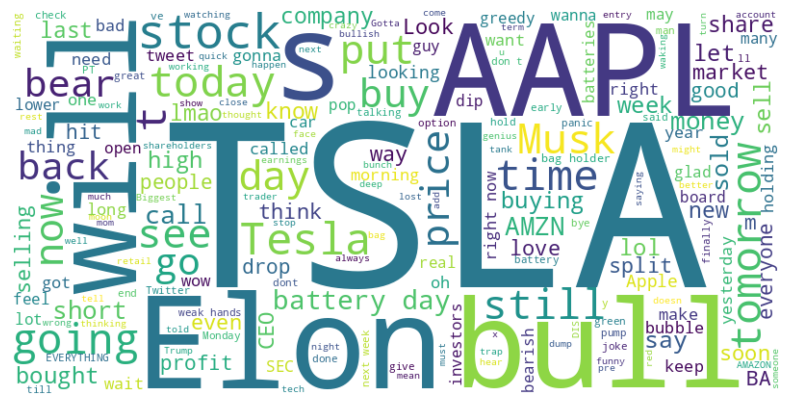 check
ve
watching
company
greedy
wanna
Gotta
come
entry
account
waiting
last
bad
stocks
tweet
gonna
next
bullish
term
may
man
turn
ll
share
PT
need
quick
happen
put
Look
guy
want
u
don t
batteries
crazy
waking
many
bear
great
working
today
looking
AAPL
let
market
lower
one
work
show
close
thought
face
buy
pop
talking
dip
right
good
rest
mad
hit
t
lmao
know
s
option
hold
early
week
said
sell
thing
open
shareholders
car
genius
panic
year
money
might
back
Will
TSLA
called
way
bag holder
tank
Musk
sold
glad
better
high
day
earnings
bunch
deep
price
time
holding
Biggest
people
morning
add
board
now
long
call
think
trader
stop
lost
right now
buying
new
m
everyone
much
mom
see
Tesla
bag
AMZN
saying
bye
tomorrow
selling
well
retail
go
wow
drop
always
real
love
lol
finally
feel
got
end
Twitter
dont
oh
battery
split
Apple
doesn
yesterday
tell
thinking
short
weak hands
battery day
still
y
make
lot
wrong
told
even
CEO
x
DIS
green
pump
bubble
soon
going
EVERYTHING
Trump
Monday
SEC
night
done
next week
must
investors
trap
hear
joke
say
red
someone
bought
profit
Elon
give
mean
bearish
bull
dump
funny
pre
keep
BA
AMAZON
till
wait
tech